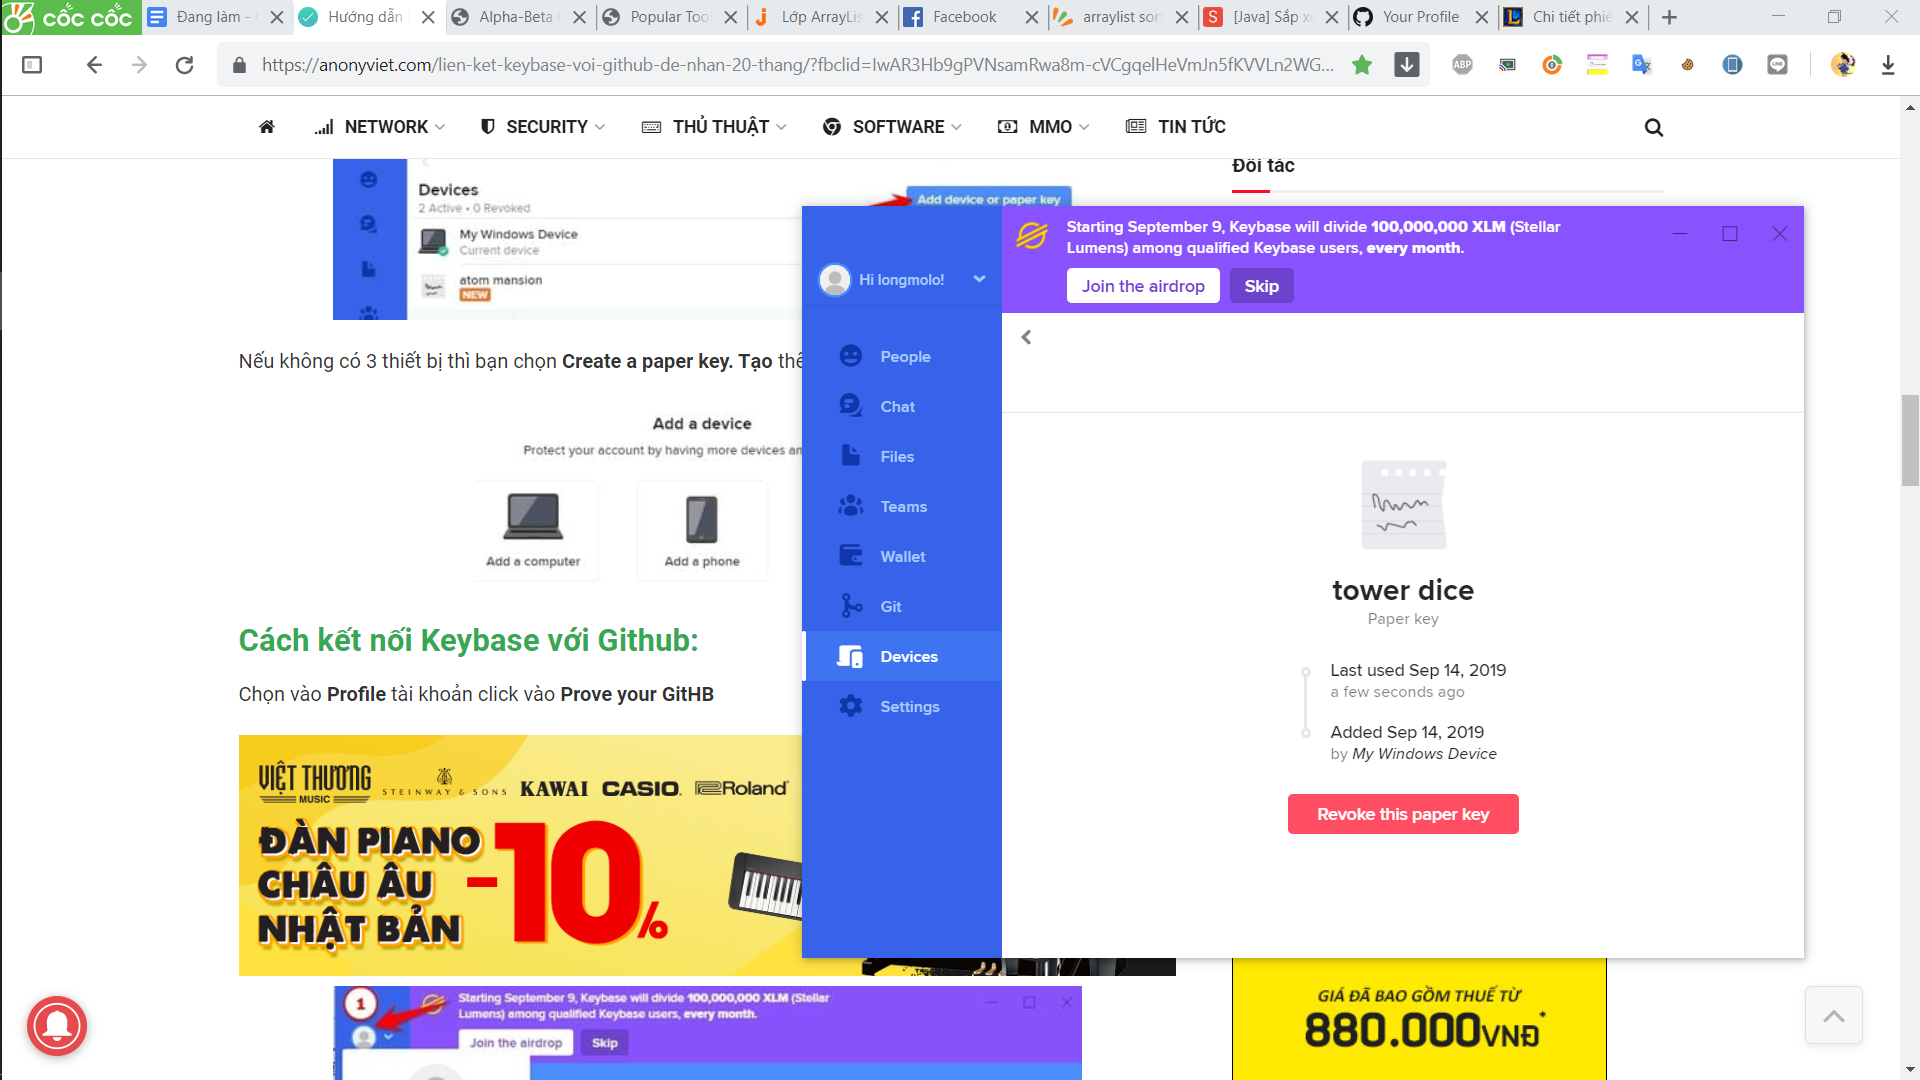 cốc cốc
Đang làm -
Hướng dẫn
Alpha-Beta
Popular Too
Lớp ArrayLis
Facebook
arraylist sor
[Java] Sắp x
Your Profile
Chi tiết phi
https://anonyviet.com/lien-ket-keybase-voi-github-de-nhan-20-thang/?fbclid=IwAR3Hb9gPVNsamRwa8m-cVCgqelHeVmJn5fKVVLn2WG...
ABP
NETWORK
SECURITY
THỦ THUẬT
SOFTWARE
MMO
TIN TỨC
Đối tác
Devices
2 Active • 0 Revoked
Add device or paper key
My Windows Device
Current device
atom mansion
NEW
Nếu không có 3 thiết bị thì bạn chọn Create a paper key. Tạo thê
Add a device
Protect your account by having more devices an
Add a computer
Add a phone
Cách kết nối Keybase với Github:
Chọn vào Profile tài khoản click vào Prove your GitHB
VIỆT THƯƠNG
MUSIC
STEINWAY & SONS
KAWAI
CASIO
Roland
ĐÀN PIANO
CHÂU ÂU
NHẬT BẢN
-10%
1
Starting September 9, Keybase will divide 100,000,000 XLM (Stellar
Lumens) among qualified Keybase users, every month.
Join the airdrop
Skip
Hi longmolo!
People
Chat
Files
Teams
Wallet
Git
Devices
Settings
Starting September 9, Keybase will divide 100,000,000 XLM (Stellar
Lumens) among qualified Keybase users, every month.
Join the airdrop
Skip
tower dice
Paper key
Last used Sep 14, 2019
a few seconds ago
Added Sep 14, 2019
by My Windows Device
Revoke this paper key
GIÁ ĐÃ BAO GỒM THUẾ TỪ
880.000VNĐ*